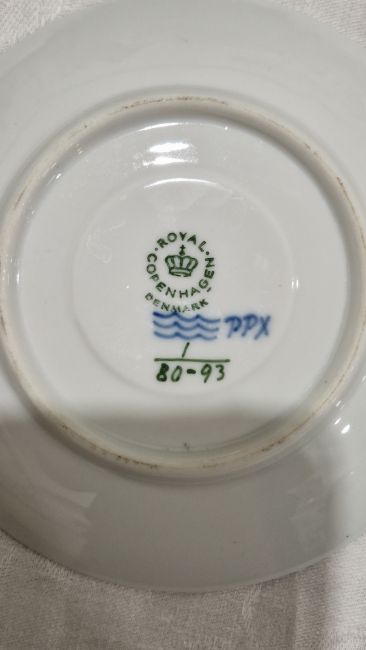 ROYAL
COPENHAGEN
DENMARK
PPX
1
80-93